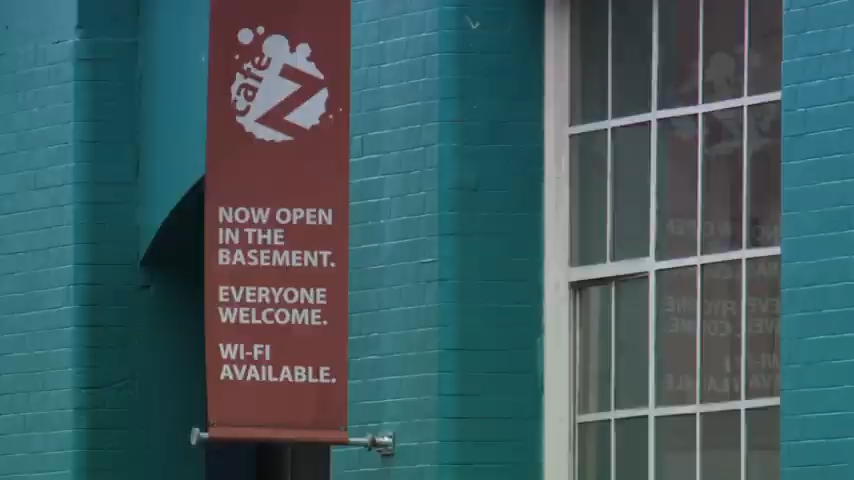 cafe
Z
NOW OPEN
IN THE
BASEMENT.
EVERYONE
WELCOME.
WI-FI
AVAILABLE.